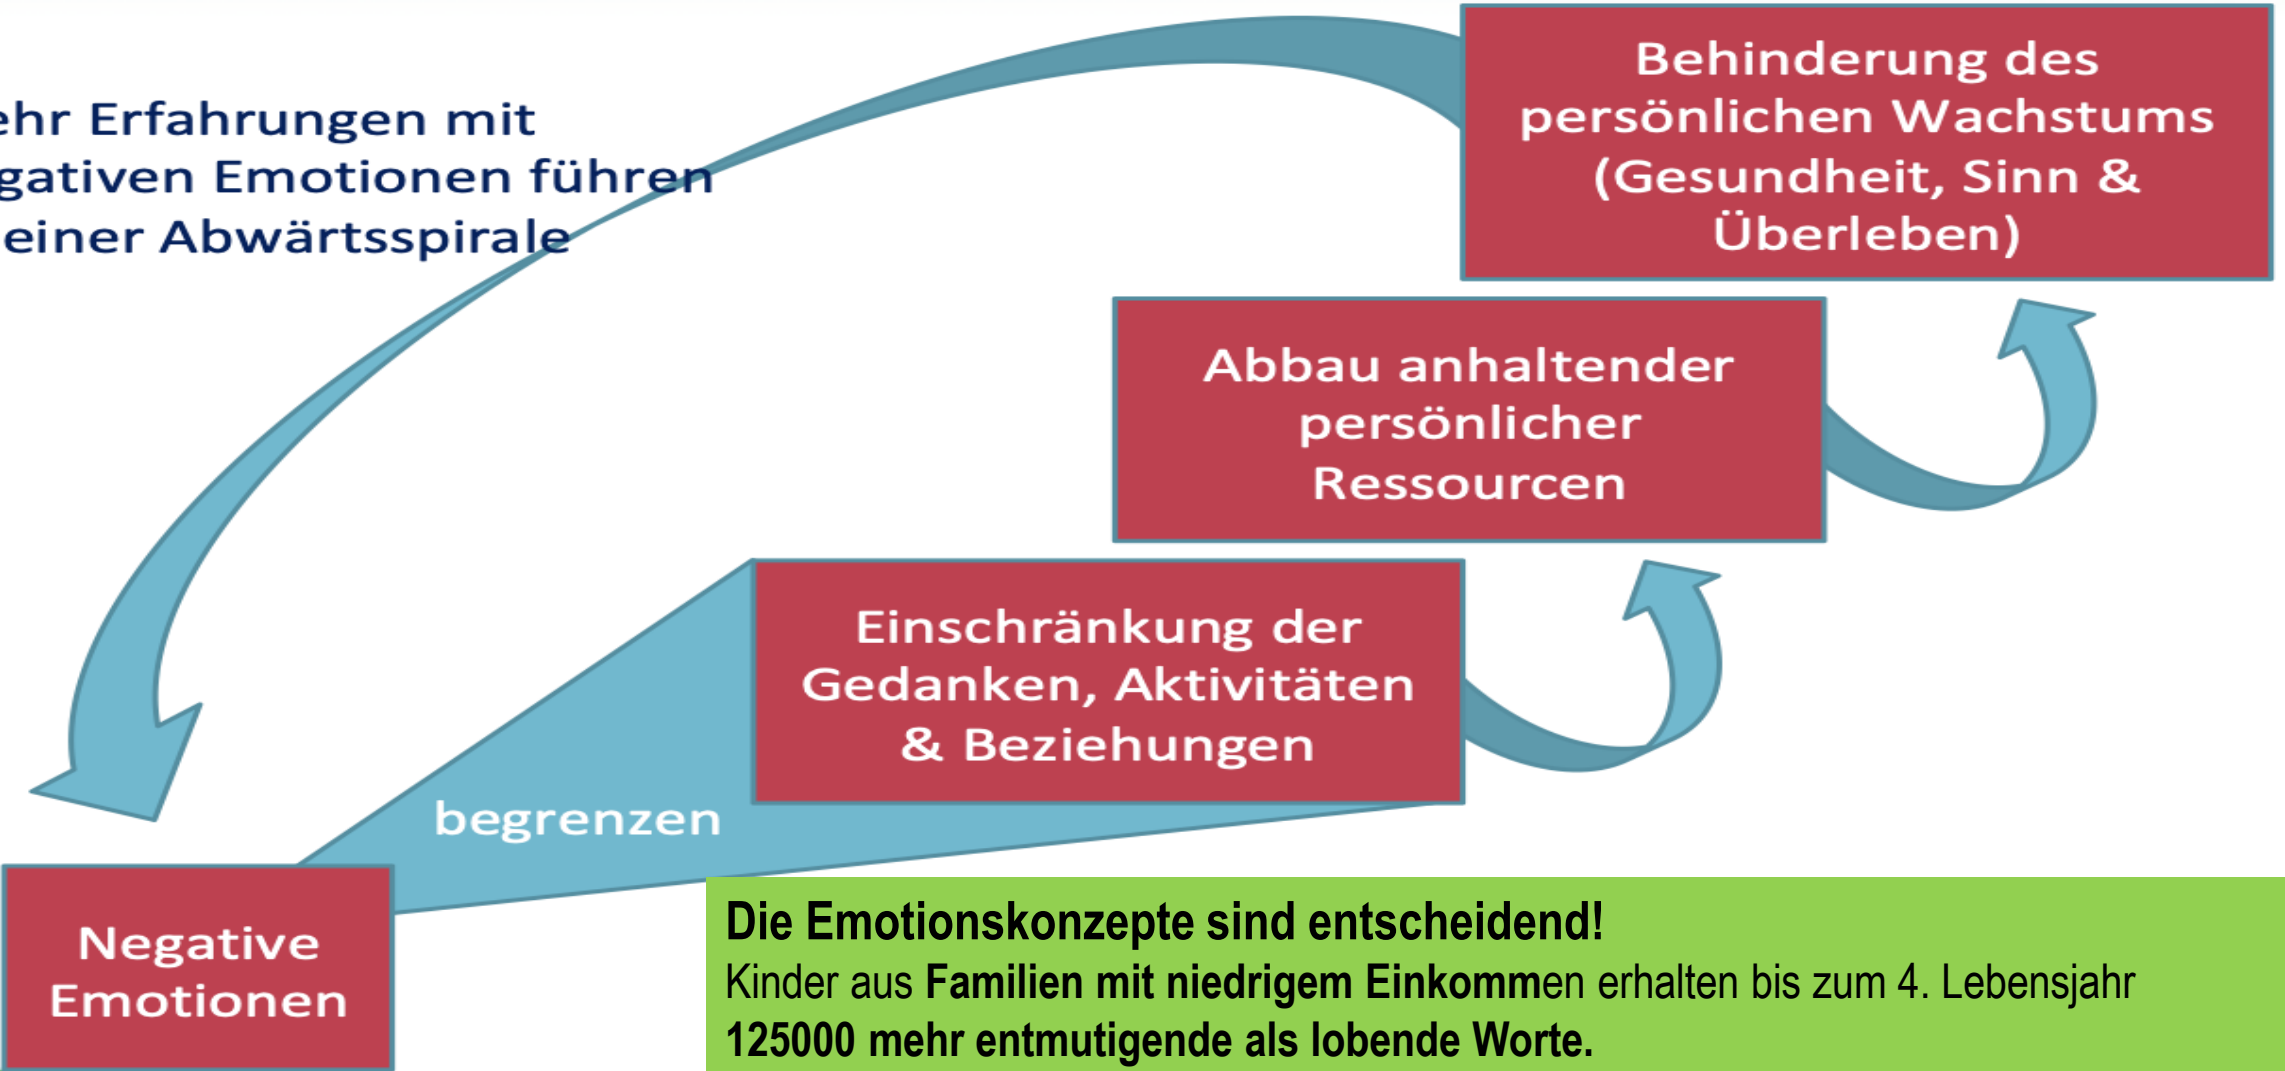 ehr Erfahrungen mit
gativen Emotionen führen
einer Abwärtsspirale
Behinderung des
persönlichen Wachstums
(Gesundheit, Sinn &
Überleben)
Abbau anhaltender
persönlicher
Ressourcen
Einschränkung der
Gedanken, Aktivitäten
& Beziehungen
begrenzen
Negative
Emotionen
Die Emotionskonzepte sind entscheidend!
Kinder aus Familien mit niedrigem Einkommen erhalten bis zum 4. Lebensjahr
125000 mehr entmutigende als lobende Worte.